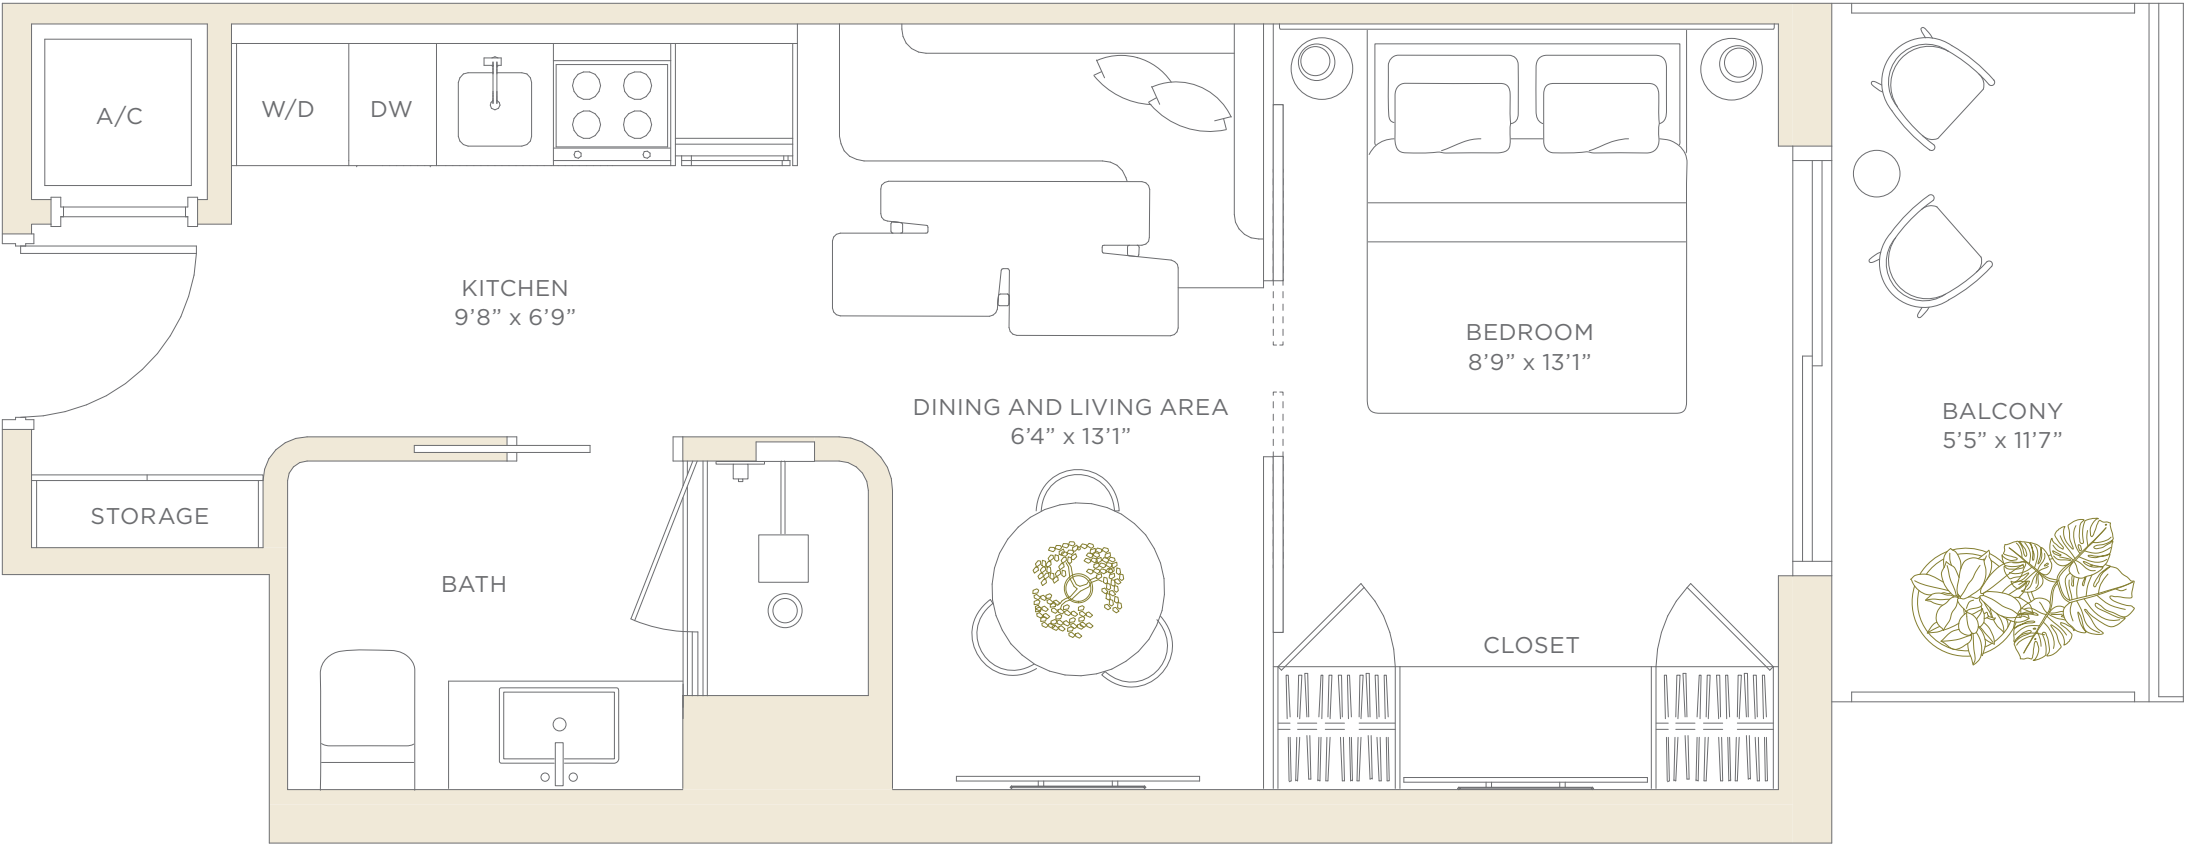 A/C
W/D
DW
KITCHEN
9’8” x 6’9”
BEDROOM
8’9” x 13’1”
DINING AND LIVING AREA
6’4” x 13’1”
BALCONY
5’5” x 11’7”
STORAGE
BATH
CLOSET